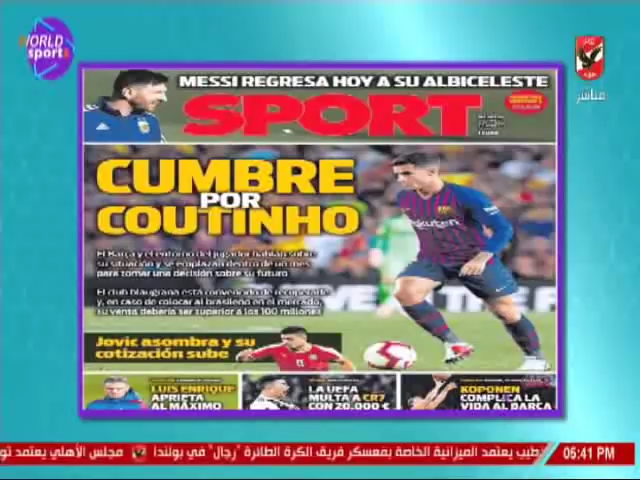 WORLD
sport
MESSI REGRESA HOY A SU ALBICELESTE
SPORT
مباشر
CUMBRE
POR
COUTINHO
El Barça y el entorno del jugador hablan sobre
su situación y se emplazan dentro de un mes
para tomar una decisión sobre su futuro
El club blaugrana está convencido de recuperarle
y, en caso de colocar al brasileño en el mercado,
su venta debería ser superior a los 100 millones
Jovic asombra y su
cotización sube
LUIS ENRIQUE
APRIETA
AL MÁXIMO
LA UEFA
MULTA A CR7
CON 20.000 €
KOPONEN
COMPLICA LA
VIDA AL BARÇA
طيب يعتمد الميزانية الخاصة بمعسكر فريق الكرة الطائرة "رجال" في بولندا
مجلس الأهلي يعتمد تو
05:41 PM